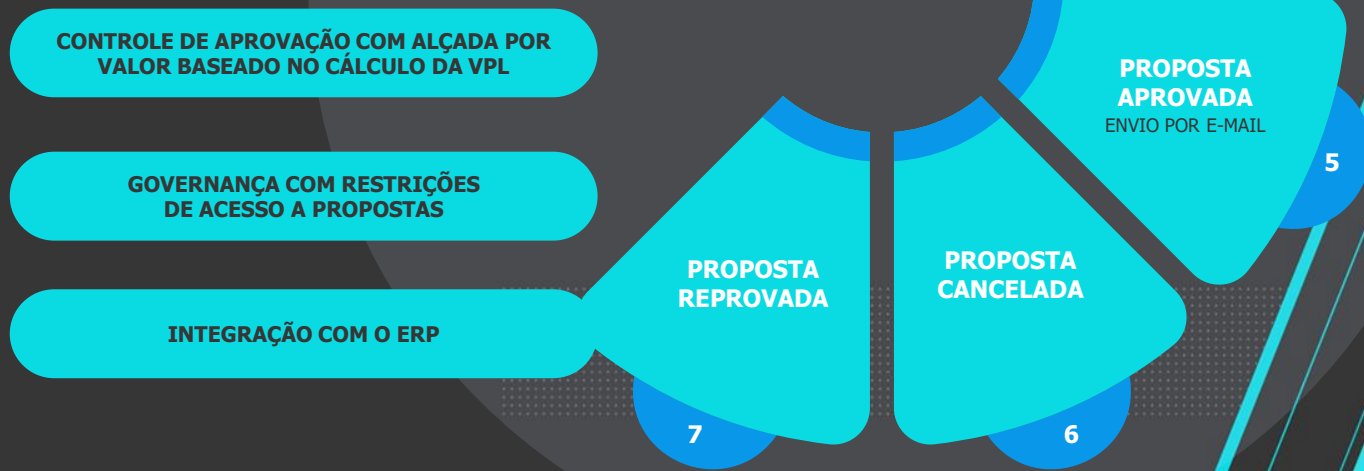 CONTROLE DE APROVAÇÃO COM ALÇADA POR
VALOR BASEADO NO CÁLCULO DA VPL
GOVERNANÇA COM RESTRIÇÕES
DE ACESSO A PROPOSTAS
INTEGRAÇÃO COM O ERP
PROPOSTA
APROVADA
ENVIO POR E-MAIL
5
PROPOSTA
CANCELADA
6
PROPOSTA
REPROVADA
7